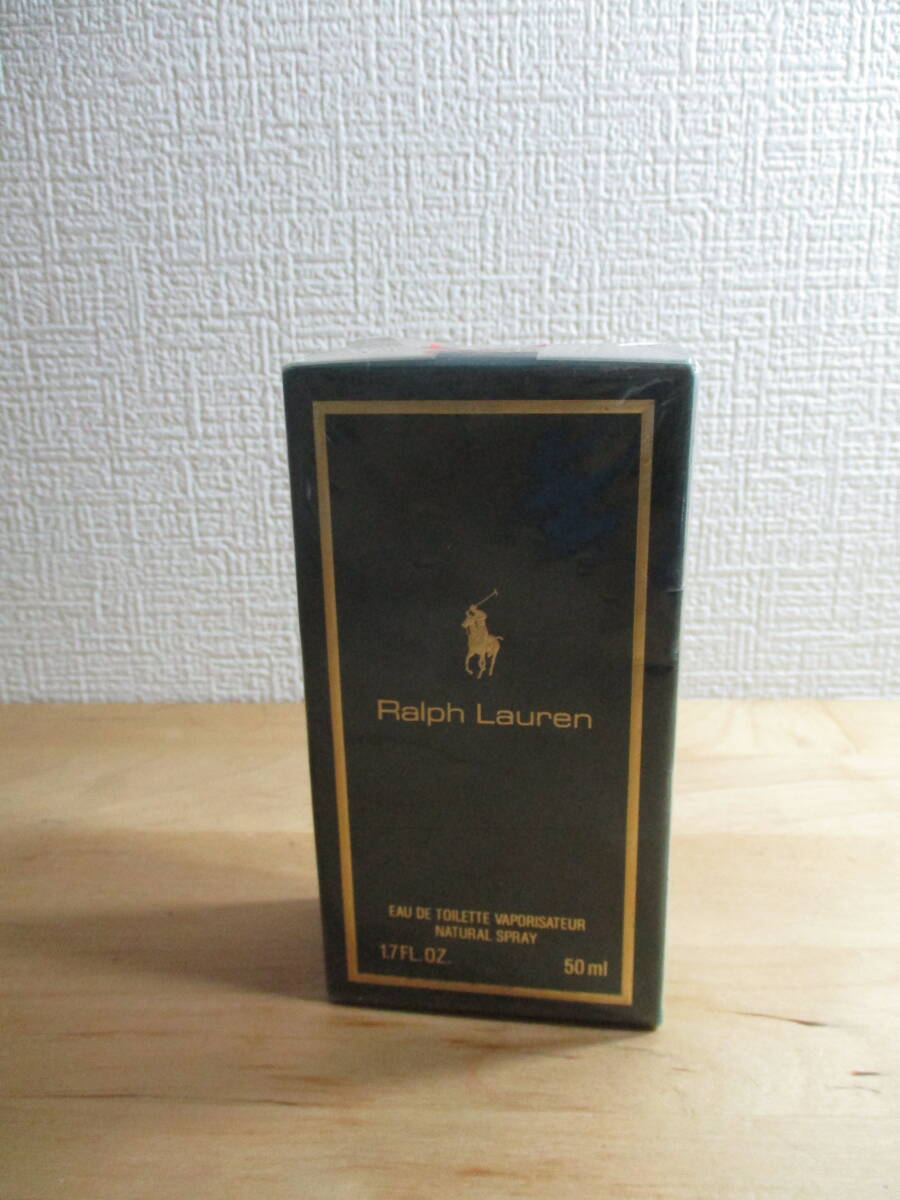 Ralph Lauren
EAU DE TOILETTE VAPORISATEUR
NATURAL SPRAY
1.7 FL. OZ.
50 ml